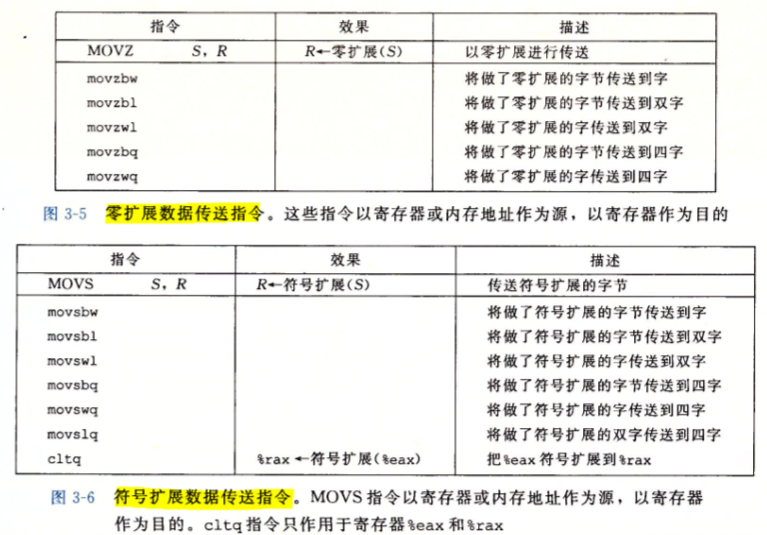 指令 效果 描述
MOVZ S, R R←零扩展(S) 以零扩展进行传送
movzbw 将做了零扩展的字节传送到字
movzbl 将做了零扩展的字节传送到双字
movzwl 将做了零扩展的字传送到双字
movzbq 将做了零扩展的字节传送到四字
movzwq 将做了零扩展的字传送到四字
图 3-5 零扩展数据传送指令。这些指令以寄存器或内存地址作为源，以寄存器作为目的
指令 效果 描述
MOVS S, R R←符号扩展(S) 传送符号扩展的字节
movsbw 将做了符号扩展的字节传送到字
movsbl 将做了符号扩展的字节传送到双字
movswl 将做了符号扩展的字传送到双字
movsbq 将做了符号扩展的字节传送到四字
movswq 将做了符号扩展的字传送到四字
movslq 将做了符号扩展的双字传送到四字
cltq %rax←符号扩展(%eax) 把%eax符号扩展到%rax
图 3-6 符号扩展数据传送指令。MOVS 指令以寄存器或内存地址作为源，以寄存器
作为目的。cltq 指令只作用于寄存器%eax 和%rax